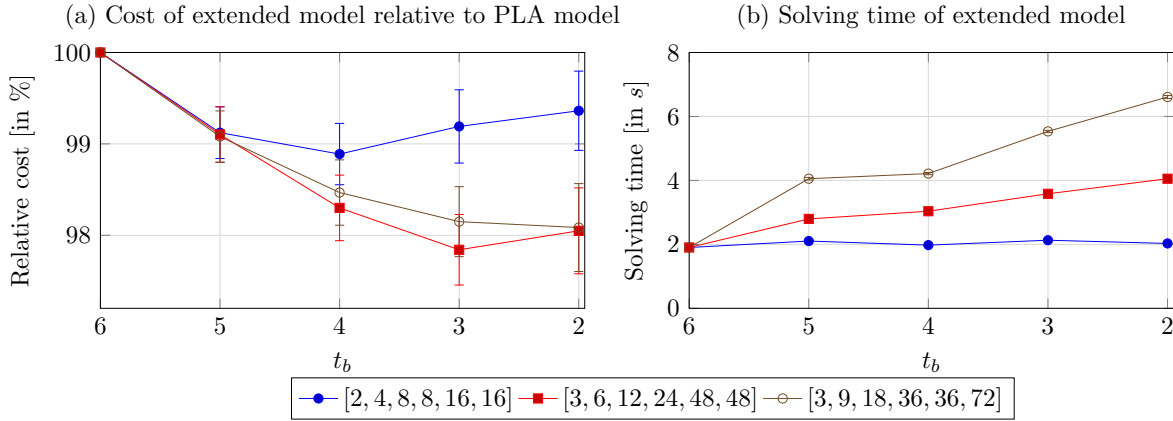 (a) Cost of extended model relative to PLA model
Relative cost [in %]
100
99
98
6 5 4 3 2
t_b
(b) Solving time of extended model
Solving time [in s]
8
6
4
2
0
6 5 4 3 2
t_b
[2, 4, 8, 8, 16, 16] [3, 6, 12, 24, 48, 48] [3, 9, 18, 36, 36, 72]